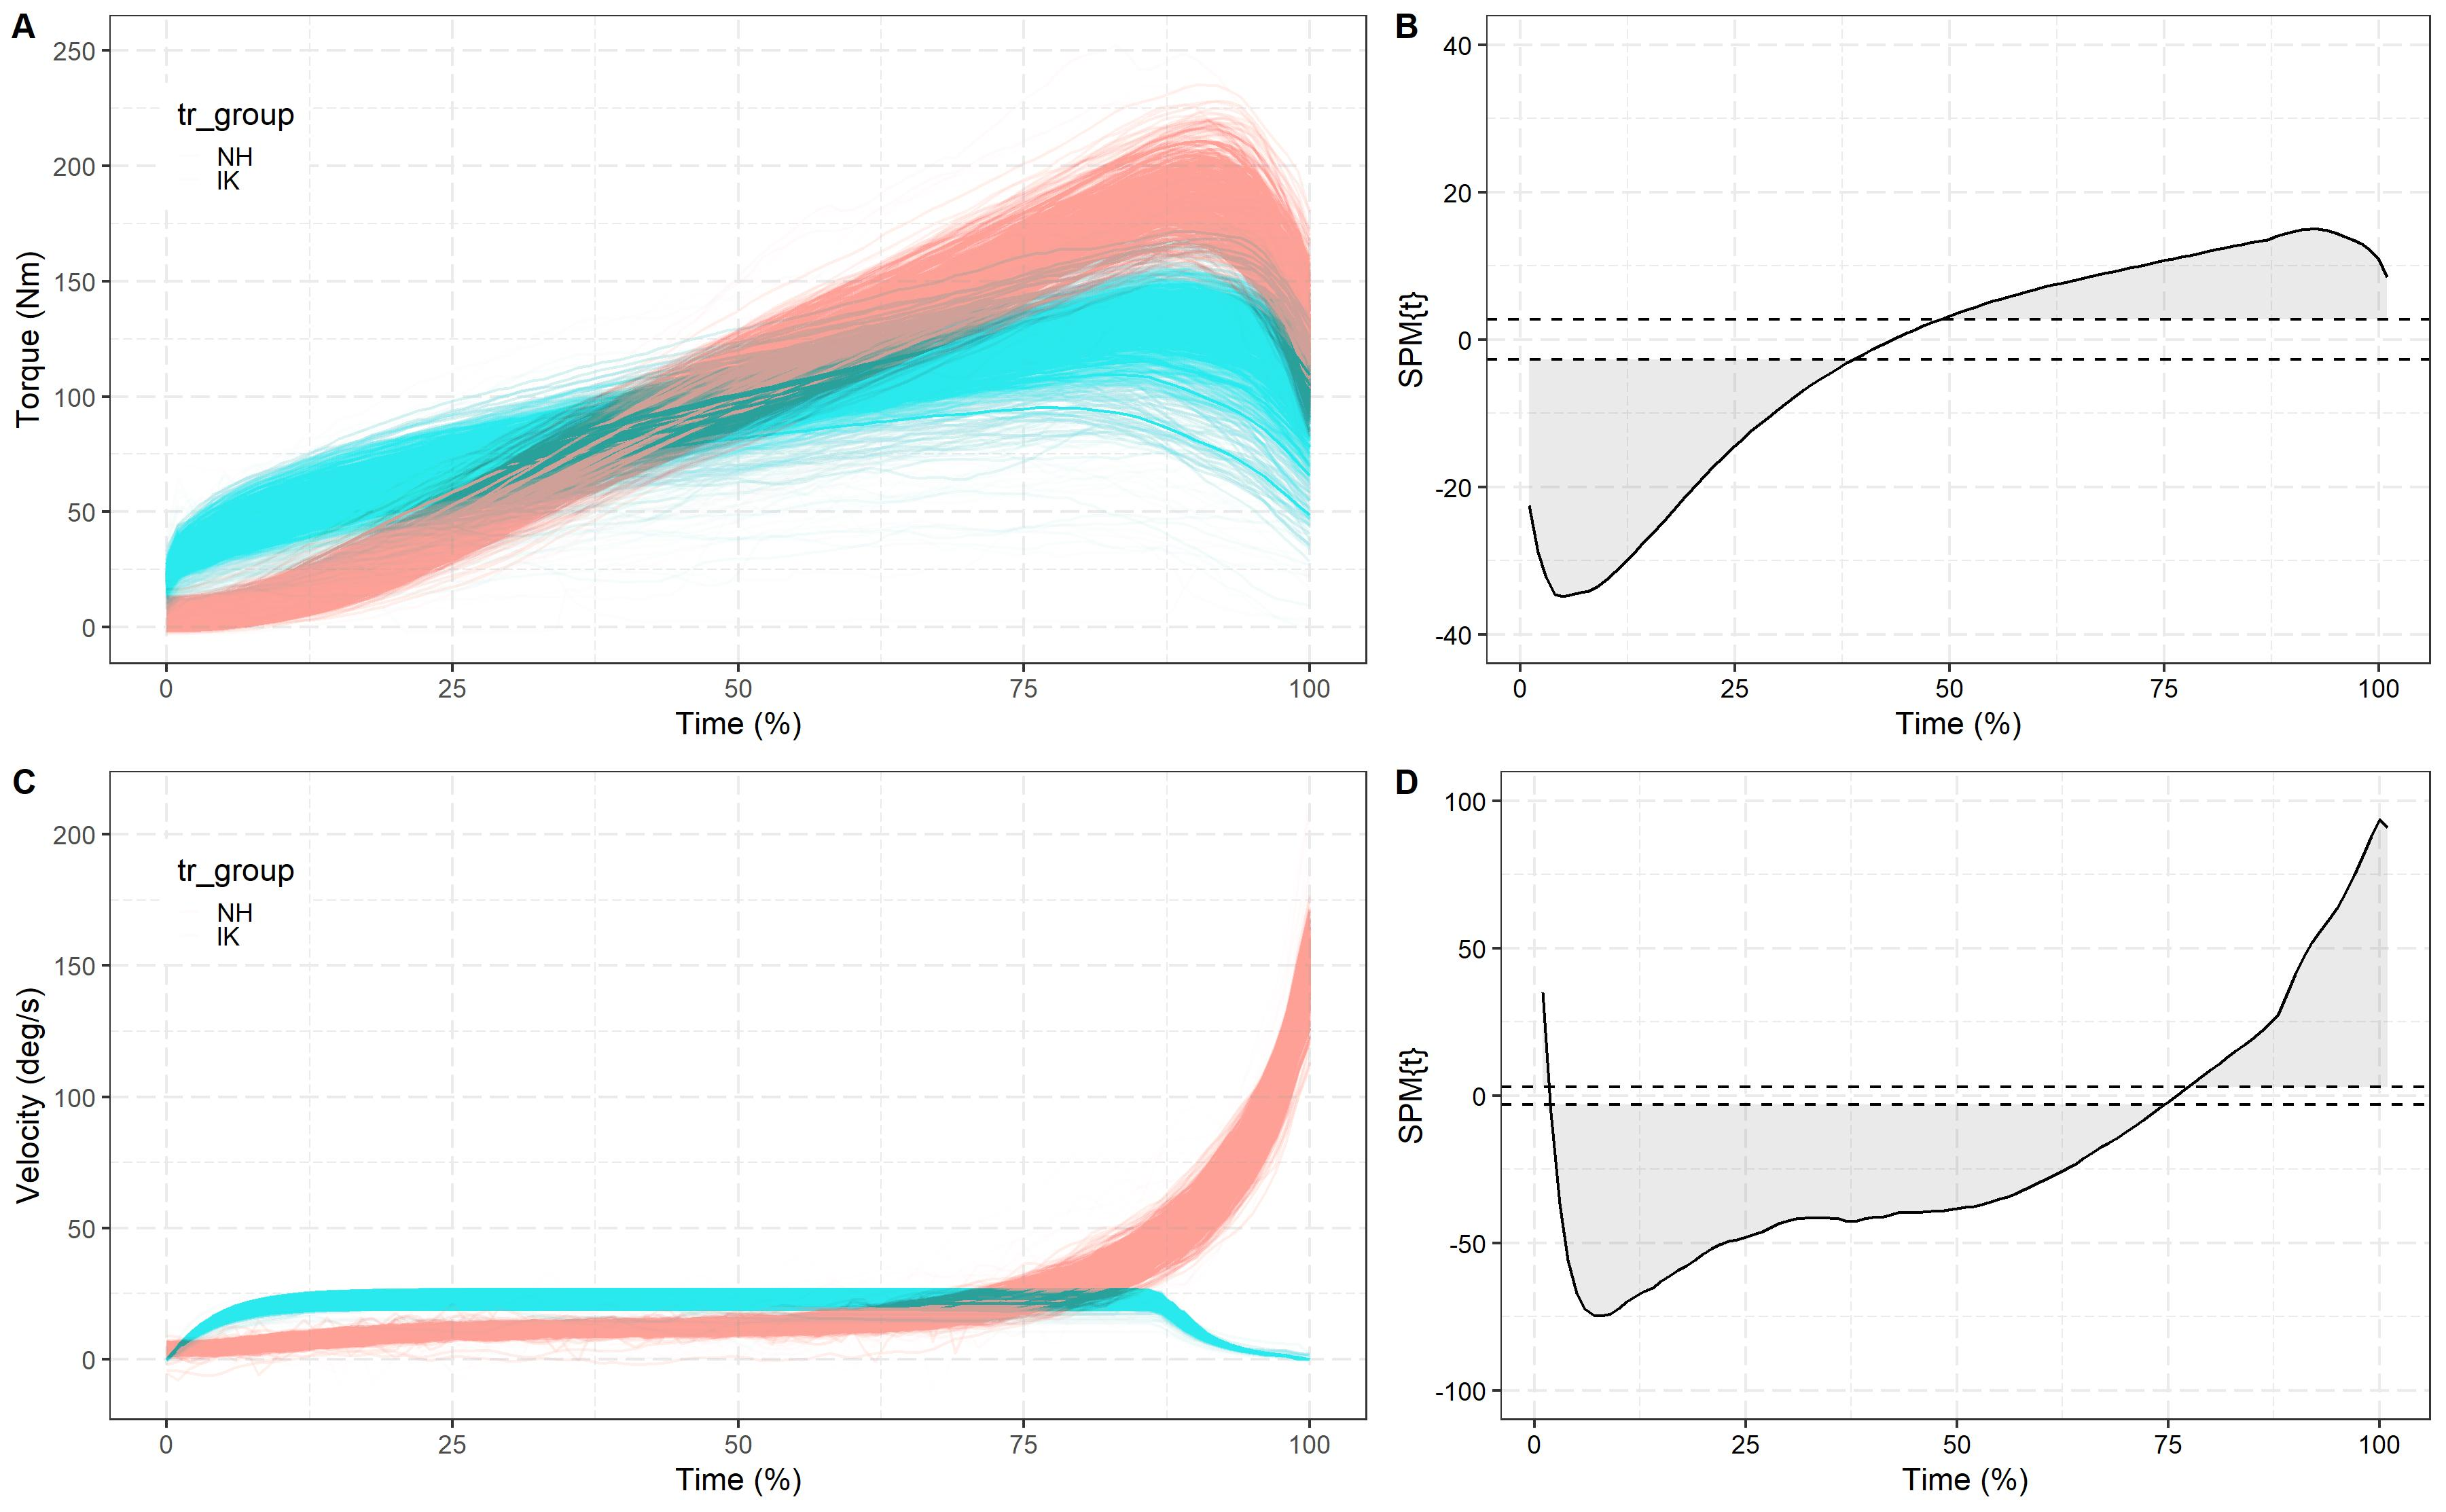 A
250
200
150
100
50
0
Torque (Nm)
tr_group
NH
IK
0 25 50 75 100
Time (%)
B
40
20
0
-20
-40
SPM{t}
0 25 50 75 100
Time (%)
C
200
150
100
50
0
Velocity (deg/s)
tr_group
NH
IK
0 25 50 75 100
Time (%)
D
100
50
0
-50
-100
SPM{t}
0 25 50 75 100
Time (%)